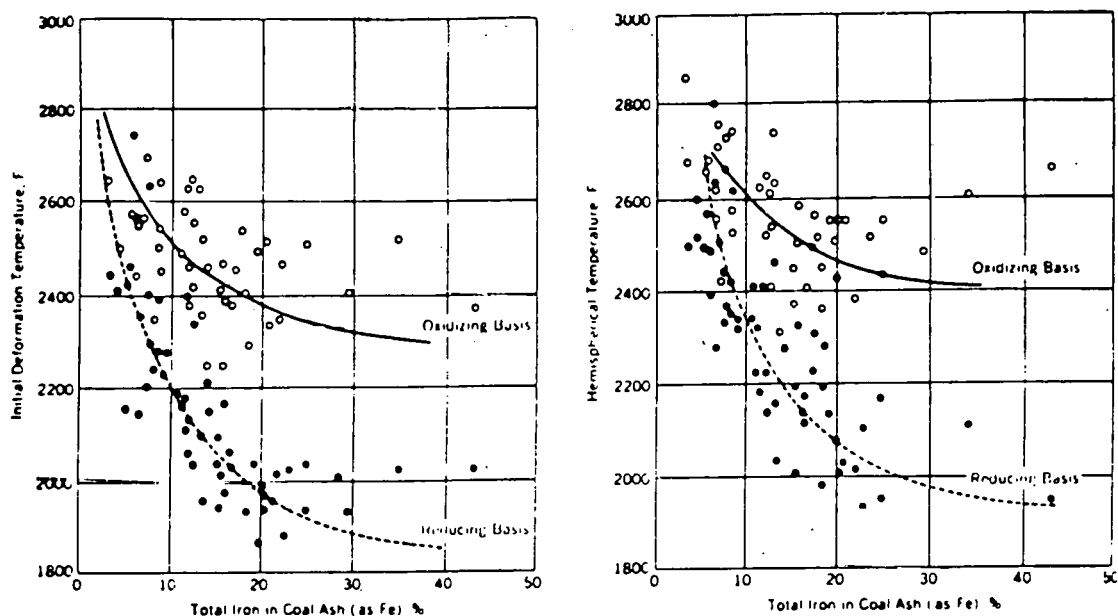 3000
2800
2600
2400
2200
2000
1800
Initial Deformation Temperature, F
Oxidizing Basis
Reducing Basis
0 10 20 30 40 50
Total Iron in Coal Ash (as Fe) %
3000
2800
2600
2400
2200
2000
1800
Hemispherical Temperature, F
Oxidizing Basis
Reducing Basis
0 10 20 30 40 50
Total Iron in Coal Ash (as Fe) %